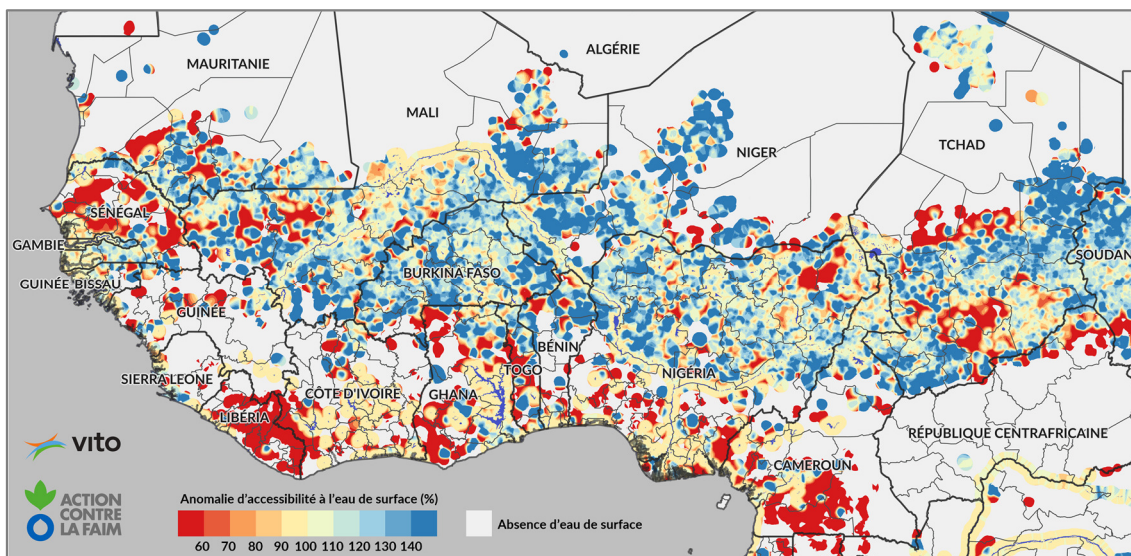 ALGÉRIE
MAURITANIE
MALI
NIGER
TCHAD
SÉNÉGAL
GAMBIE
GUINÉE BISSAU
BURKINA FASO
SOUDAN
GUINÉE
BÉNIN
SIERRA LEONE
CÔTE D'IVOIRE
GHANA
TOGO
NIGÉRIA
LIBÉRIA
RÉPUBLIQUE CENTRAFRICAINE
CAMEROUN
vito
ACTION
CONTRE
LA FAIM
Anomalie d'accessibilité à l'eau de surface (%)
60 70 80 90 100 110 120 130 140
Absence d'eau de surface